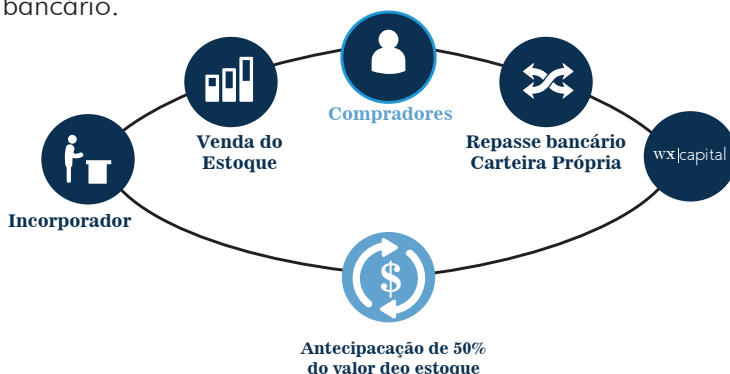 bancário.
Compradores
Venda do
Estoque
Repasse bancário
Carteira Própria
wx|capital
Incorporador
$
Antecipacação de 50%
do valor deo estoque